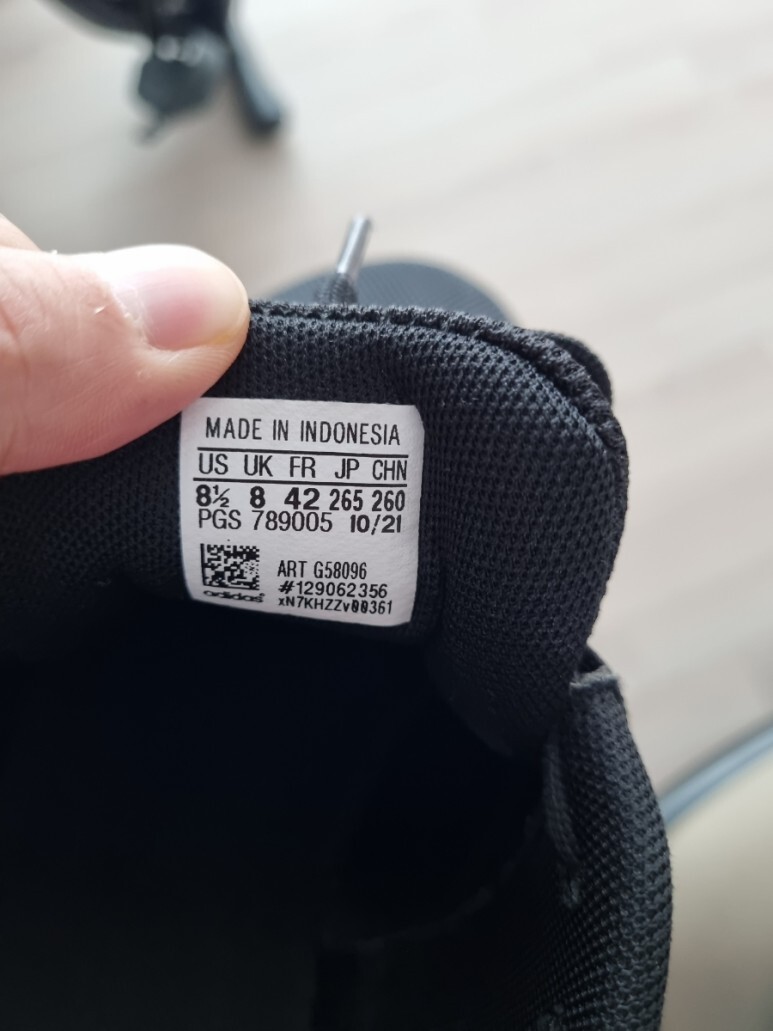 MADE IN INDONESIA
US UK FR JP CHN
8½ 8 42 265 260
PGS 789005 10/21
ART G58096
#129062356
adidas xN7KHZZv00361